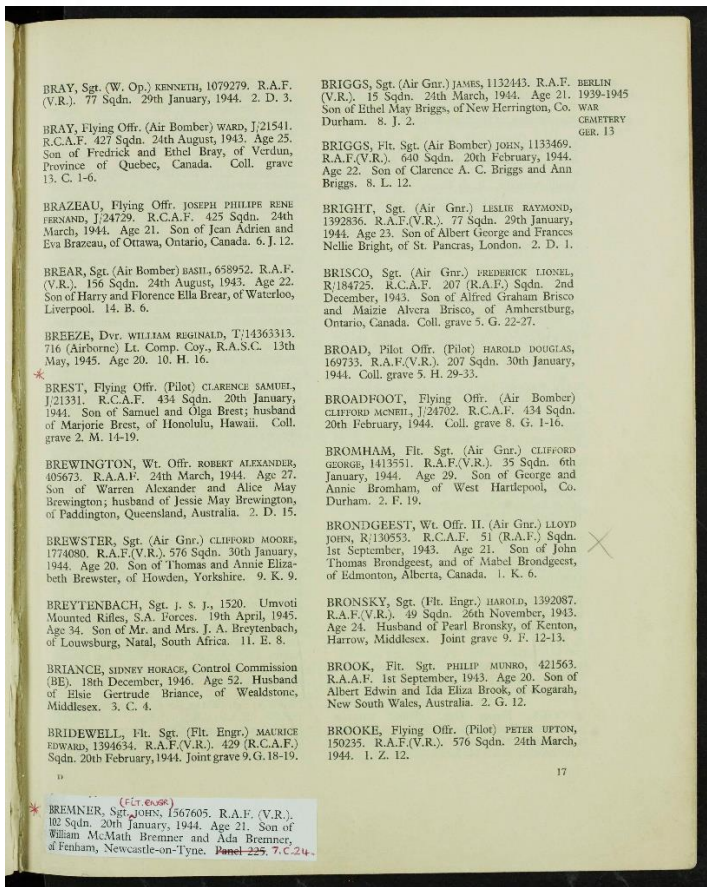 BRAY, Sgt. (W. Op.) KENNETH, 1079279. R.A.F.
(V.R.). 77 Sqdn. 29th January, 1944. 2. D. 3.
BRAY, Flying Offr. (Air Bomber) WARD, J/21541.
R.C.A.F. 427 Sqdn. 24th August, 1943. Age 25.
Son of Fredrick and Ethel Bray, of Verdun,
Province of Quebec, Canada. Coll. grave
13. C. 1-6.
BRAZEAU, Flying Offr. JOSEPH PHILIPE RENE
FERNAND, J/24729. R.C.A.F. 425 Sqdn. 24th
March, 1944. Age 21. Son of Jean Adrien and
Eva Brazeau, of Ottawa, Ontario, Canada. 6. J. 12.
BREAR, Sgt. (Air Bomber) BASIL, 658952. R.A.F.
(V.R.). 156 Sqdn. 24th August, 1943. Age 22.
Son of Harry and Florence Ella Brear, of Waterloo,
Liverpool. 14. B. 6.
BREEZE, Dvr. WILLIAM REGINALD, T/14363313.
716 (Airborne) Lt. Comp. Coy., R.A.S.C. 13th
May, 1945. Age 20. 10. H. 16.
*
BREST, Flying Offr. (Pilot) CLARENCE SAMUEL,
J/21331. R.C.A.F. 434 Sqdn. 20th January,
1944. Son of Samuel and Olga Brest; husband
of Marjorie Brest, of Honolulu, Hawaii. Coll.
grave 2. M. 14-19.
BREWINGTON, Wt. Offr. ROBERT ALEXANDER,
405673. R.A.A.F. 24th March, 1944. Age 27.
Son of Warren Alexander and Alice May
Brewington; husband of Jessie May Brewington,
of Paddington, Queensland, Australia. 2. D. 15.
BREWSTER, Sgt. (Air Gnr.) CLIFFORD MOORE,
1774080. R.A.F.(V.R.). 576 Sqdn. 30th January,
1944. Age 20. Son of Thomas and Annie Eliza-
beth Brewster, of Howden, Yorkshire. 9. K. 9.
BREYTENBACH, Sgt. J. S. J., 1520. Umvoti
Mounted Rifles, S.A. Forces. 19th April, 1945.
Age 34. Son of Mr. and Mrs. J. A. Breytenbach,
of Louwsburg, Natal, South Africa. 11. E. 8.
BRIANCE, SIDNEY HORACE, Control Commission
(BE). 18th December, 1946. Age 52. Husband
of Elsie Gertrude Briance, of Wealdstone,
Middlesex. 3. C. 4.
BRIDEWELL, Flt. Sgt. (Flt. Engr.) MAURICE
EDWARD, 1394634. R.A.F.(V.R.). 429 (R.C.A.F.)
Sqdn. 20th February, 1944. Joint grave 9. G. 18-19.
* BREMNER, Sgt. (FLT. ENGR) JOHN, 1567605. R.A.F. (V.R.).
102 Sqdn. 20th January, 1944. Age 21. Son of
William McMath Bremner and Ada Bremner,
of Fenham, Newcastle-on-Tyne. Panel 225. 7.C.24.
BRIGGS, Sgt. (Air Gnr.) JAMES, 1132443. R.A.F.
(V.R.). 15 Sqdn. 24th March, 1944. Age 21.
Son of Ethel May Briggs, of New Herrington, Co.
Durham. 8. J. 2.
BRIGGS, Flt. Sgt. (Air Bomber) JOHN, 1133469.
R.A.F.(V.R.). 640 Sqdn. 20th February, 1944.
Age 22. Son of Clarence A. C. Briggs and Ann
Briggs. 8. L. 12.
BRIGHT, Sgt. (Air Gnr.) LESLIE RAYMOND,
1392836. R.A.F.(V.R.). 77 Sqdn. 29th January,
1944. Age 23. Son of Albert George and Frances
Nellie Bright, of St. Pancras, London. 2. D. 1.
BRISCO, Sgt. (Air Gnr.) FREDERICK LIONEL,
R/184725. R.C.A.F. 207 (R.A.F.) Sqdn. 2nd
December, 1943. Son of Alfred Graham Brisco
and Maizie Alvera Brisco, of Amherstburg,
Ontario, Canada. Coll. grave 5. G. 22-27.
BROAD, Pilot Offr. (Pilot) HAROLD DOUGLAS,
169733. R.A.F.(V.R.). 207 Sqdn. 30th January,
1944. Coll. grave 5. H. 29-33.
BROADFOOT, Flying Offr. (Air Bomber)
CLIFFORD MCNEIL, J/24702. R.C.A.F. 434 Sqdn.
20th February, 1944. Coll. grave 8. G. 1-16.
BROMHAM, Flt. Sgt. (Air Gnr.) CLIFFORD
GEORGE, 1413551. R.A.F.(V.R.). 35 Sqdn. 6th
January, 1944. Age 29. Son of George and
Annie Bromham, of West Hartlepool, Co.
Durham. 2. F. 19.
BRONDGEEST, Wt. Offr. II. (Air Gnr.) LLOYD
JOHN, R/130553. R.C.A.F. 51 (R.A.F.) Sqdn.
1st September, 1943. Age 21. Son of John
Thomas Brondgeest, and of Mabel Brondgeest,
of Edmonton, Alberta, Canada. 1. K. 6.
BRONSKY, Sgt. (Flt. Engr.) HAROLD, 1392087.
R.A.F.(V.R.). 49 Sqdn. 26th November, 1943.
Age 24. Husband of Pearl Bronsky, of Kenton,
Harrow, Middlesex. Joint grave 9. F. 12-13.
BROOK, Flt. Sgt. PHILIP MUNRO, 421563.
R.A.A.F. 1st September, 1943. Age 20. Son of
Albert Edwin and Ida Eliza Brook, of Kogarah,
New South Wales, Australia. 2. G. 12.
BROOKE, Flying Offr. (Pilot) PETER UPTON,
150235. R.A.F.(V.R.). 576 Sqdn. 24th March,
1944. 1. Z. 12.
17
BERLIN
1939-1945
WAR
CEMETERY
GER. 13